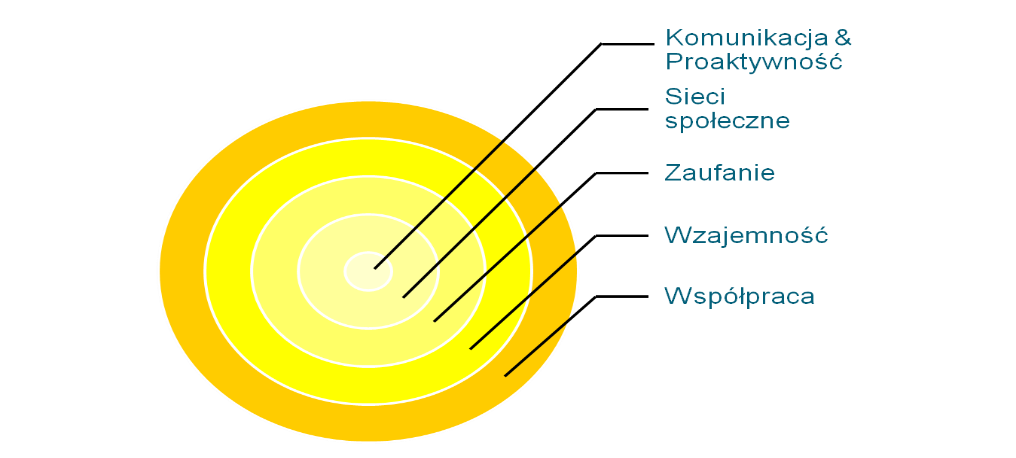 Komunikacja &
Proaktywność
Sieci
społeczne
Zaufanie
Wzajemność
Współpraca